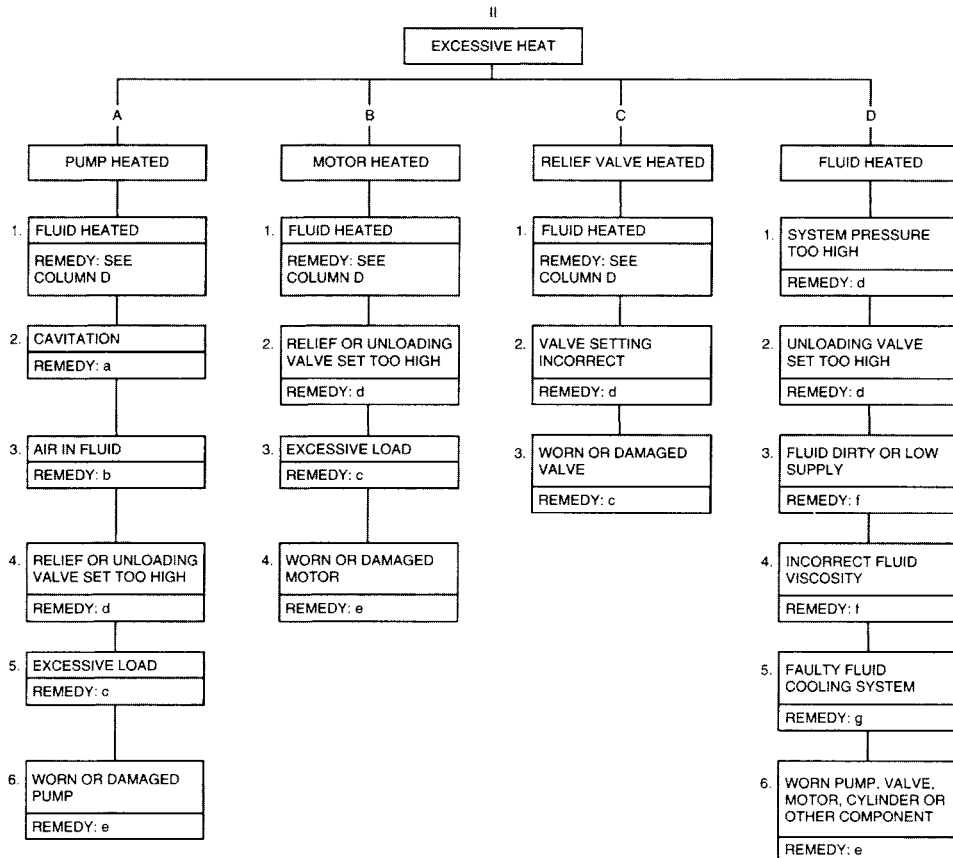 II
EXCESSIVE HEAT
A
PUMP HEATED
1. FLUID HEATED
REMEDY: SEE
COLUMN D
2. CAVITATION
REMEDY: a
3. AIR IN FLUID
REMEDY: b
4. RELIEF OR UNLOADING
VALVE SET TOO HIGH
REMEDY: d
5. EXCESSIVE LOAD
REMEDY: c
6. WORN OR DAMAGED
PUMP
REMEDY: e
B
MOTOR HEATED
1. FLUID HEATED
REMEDY: SEE
COLUMN D
2. RELIEF OR UNLOADING
VALVE SET TOO HIGH
REMEDY: d
3. EXCESSIVE LOAD
REMEDY: c
4. WORN OR DAMAGED
MOTOR
REMEDY: e
C
RELIEF VALVE HEATED
1. FLUID HEATED
REMEDY: SEE
COLUMN D
2. VALVE SETTING
INCORRECT
REMEDY: d
3. WORN OR DAMAGED
VALVE
REMEDY: c
D
FLUID HEATED
1. SYSTEM PRESSURE
TOO HIGH
REMEDY: d
2. UNLOADING VALVE
SET TOO HIGH
REMEDY: d
3. FLUID DIRTY OR LOW
SUPPLY
REMEDY: f
4. INCORRECT FLUID
VISCOSITY
REMEDY: f
5. FAULTY FLUID
COOLING SYSTEM
REMEDY: g
6. WORN PUMP, VALVE,
MOTOR, CYLINDER OR
OTHER COMPONENT
REMEDY: e